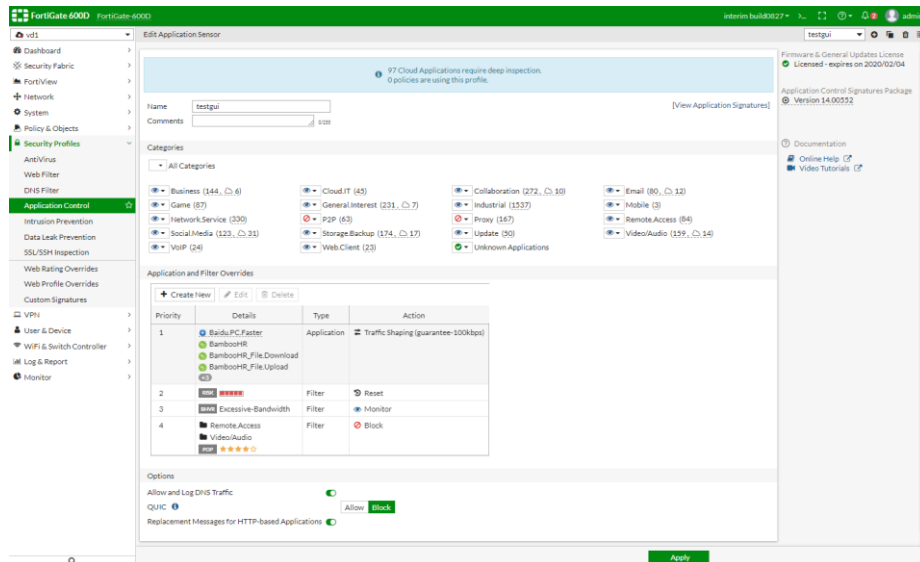 FortiGate 600D FortiGate-600D interim build0827 >_ 2 admi
vd1 Edit Application Sensor testgui
Dashboard
Security Fabric
FortiView
Network
System
Policy & Objects
Security Profiles
AntiVirus
Web Filter
DNS Filter
Application Control
Intrusion Prevention
Data Leak Prevention
SSL/SSH Inspection
Web Rating Overrides
Web Profile Overrides
Custom Signatures
VPN
User & Device
WiFi & Switch Controller
Log & Report
Monitor
97 Cloud Applications require deep inspection.
0 policies are using this profile.
Name testgui [View Application Signatures]
Comments 0/255
Categories
All Categories
Business (144, 6) Cloud.IT (45) Collaboration (272, 10) Email (80, 12)
Game (87) General.Interest (231, 7) Industrial (1537) Mobile (3)
Network.Service (330) P2P (63) Proxy (167) Remote.Access (84)
Social.Media (123, 31) Storage.Backup (174, 17) Update (50) Video/Audio (159, 14)
VoIP (24) Web.Client (23) Unknown Applications
Application and Filter Overrides
+ Create New Edit Delete
Priority Details Type Action
1 Baidu.PC.Faster Application Traffic Shaping (guarantee-100kbps)
BambooHR
BambooHR_File.Download
BambooHR_File.Upload
2 RISK Filter Reset
3 BHVR Excessive-Bandwidth Filter Monitor
4 Remote.Access Filter Block
Video/Audio
POP
Options
Allow and Log DNS Traffic
QUIC Allow Block
Replacement Messages for HTTP-based Applications
Apply
Firmware & General Updates License
Licensed - expires on 2020/02/04
Application Control Signatures Package
Version 14.00552
Documentation
Online Help
Video Tutorials